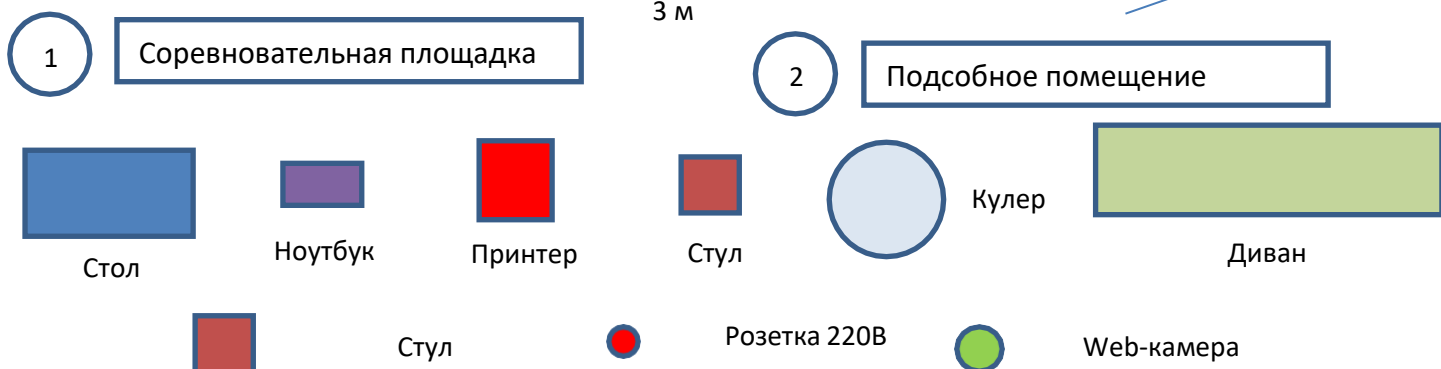 3 м
1
Соревновательная площадка
2
Подсобное помещение
Кулер
Стол
Ноутбук
Принтер
Стул
Диван
Стул
Розетка 220В
Web-камера